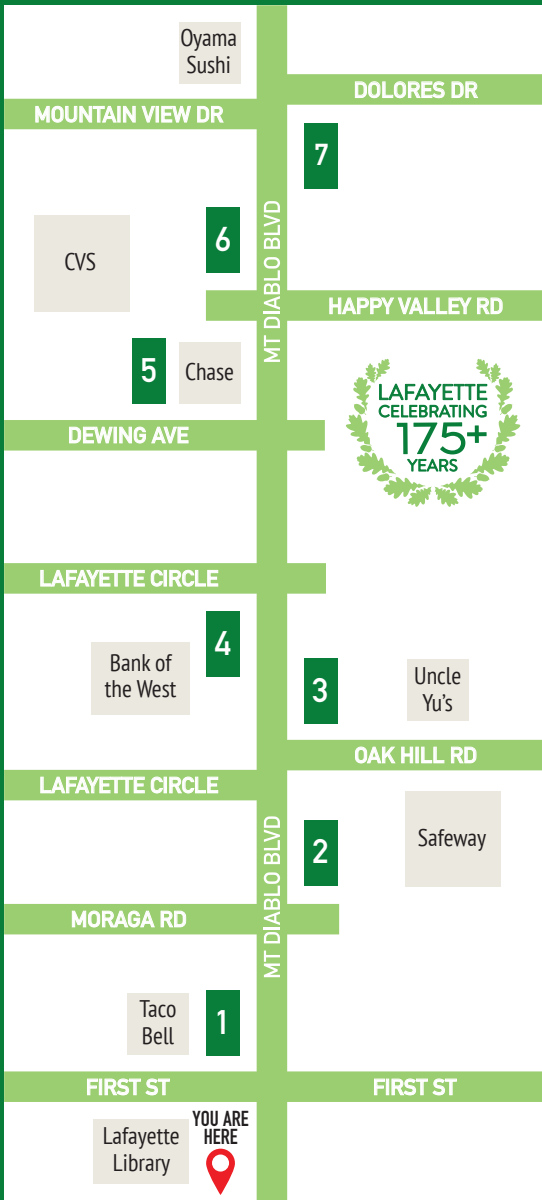 Oyama
Sushi
DOLORES DR
MOUNTAIN VIEW DR
7
6
MT DIABLO BLVD
CVS
HAPPY VALLEY RD
5
Chase
LAFAYETTE
CELEBRATING
175+
YEARS
DEWING AVE
LAFAYETTE CIRCLE
4
Bank of
the West
3
Uncle
Yu's
OAK HILL RD
LAFAYETTE CIRCLE
MT DIABLO BLVD
2
Safeway
MORAGA RD
Taco
Bell
1
FIRST ST
FIRST ST
Lafayette
Library
YOU ARE
HERE